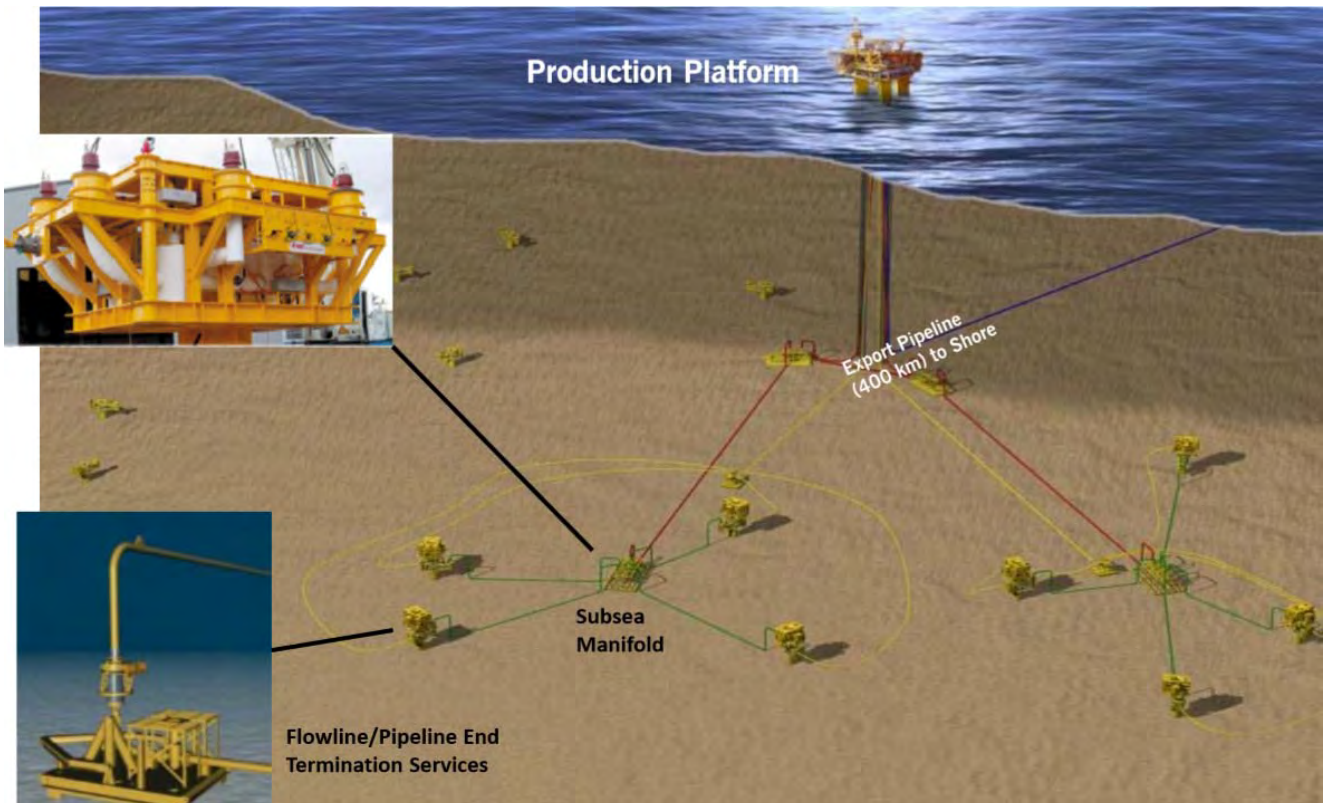 Production Platform
Export Pipeline
(400 km) to Shore
Subsea
Manifold
Flowline/Pipeline End
Termination Services